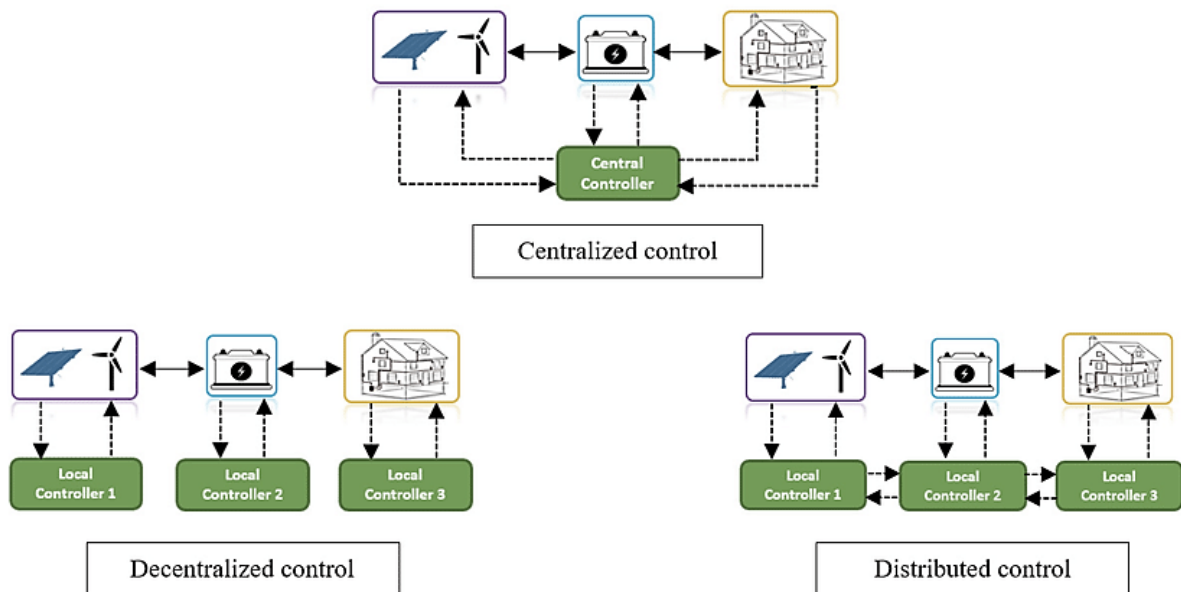 Central
Controller
Centralized control
Local
Controller 1
Local
Controller 2
Local
Controller 3
Decentralized control
Local
Controller 1
Local
Controller 2
Local
Controller 3
Distributed control